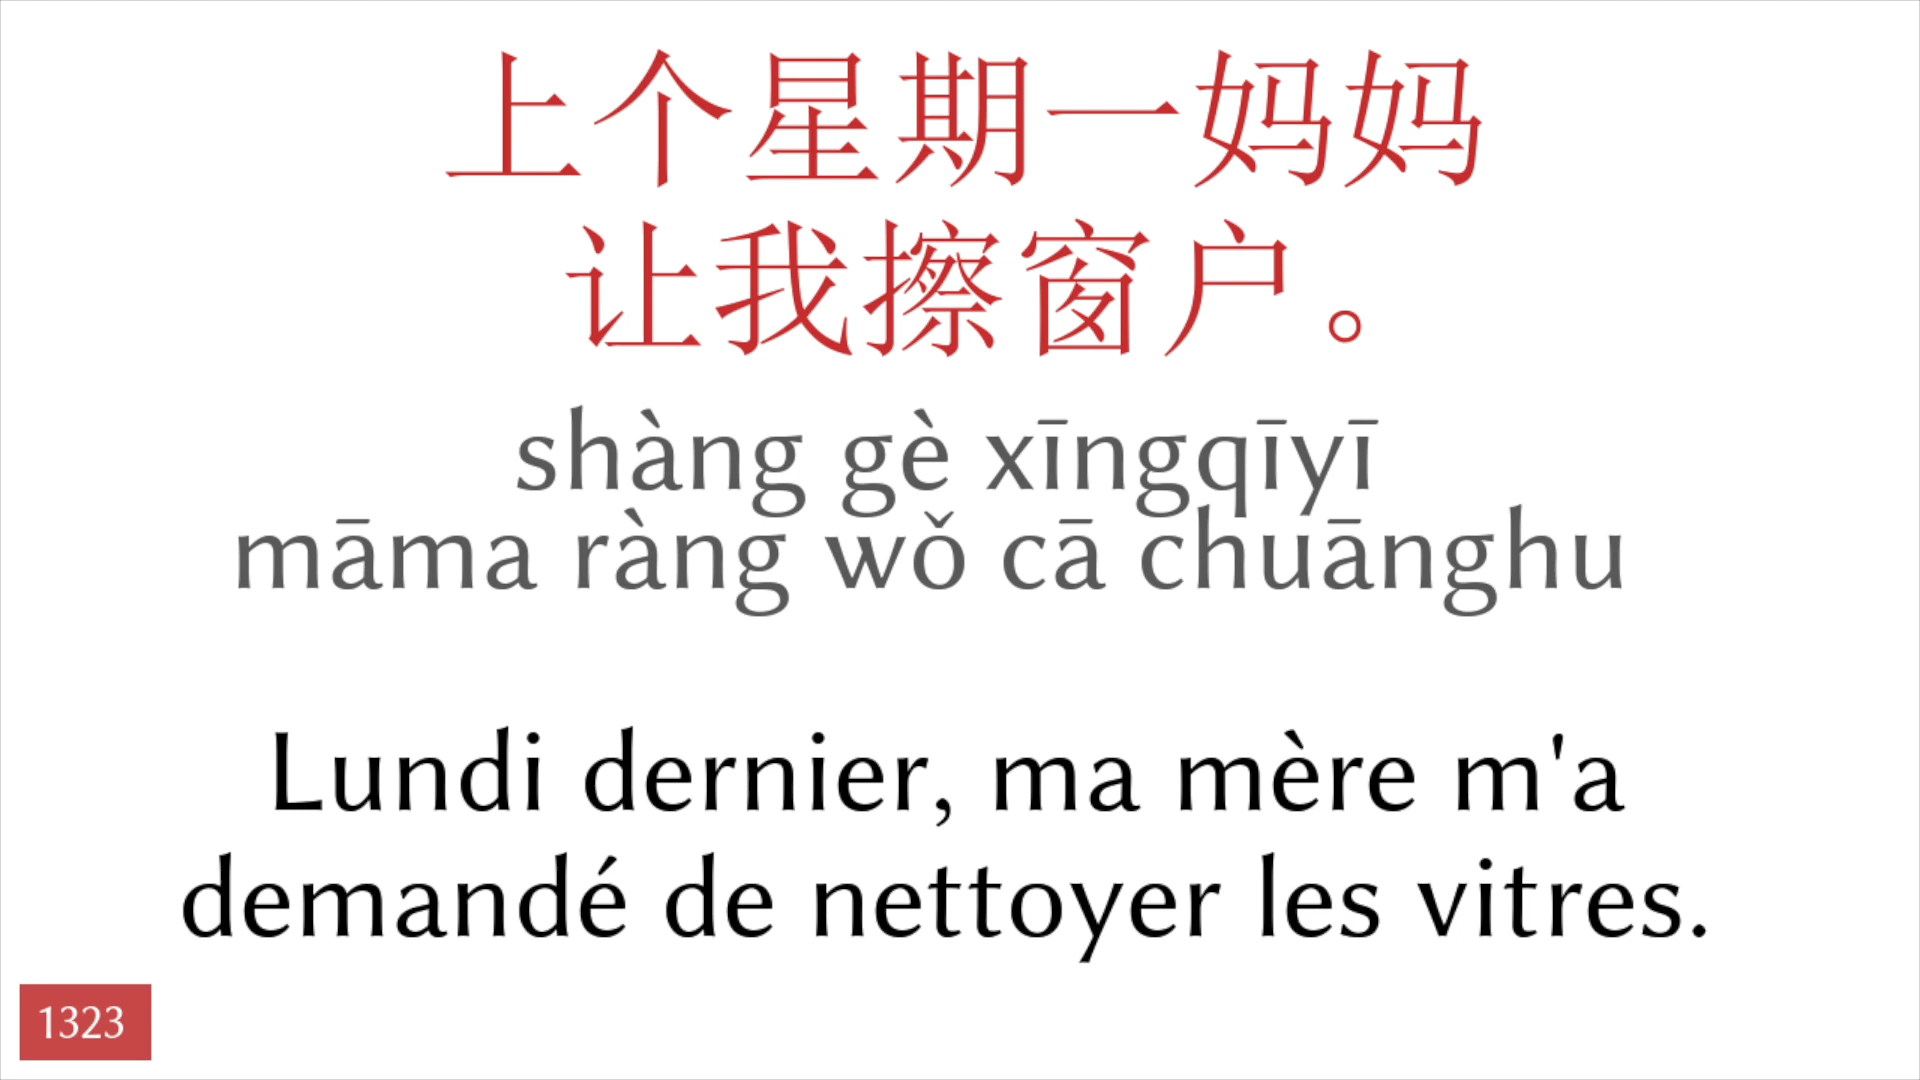 上个星期一妈妈
让我擦窗户。
shàng gè xīngqīyī
māma ràng wǒ cā chuānghu
Lundi dernier, ma mère m'a
demandé de nettoyer les vitres.
1323